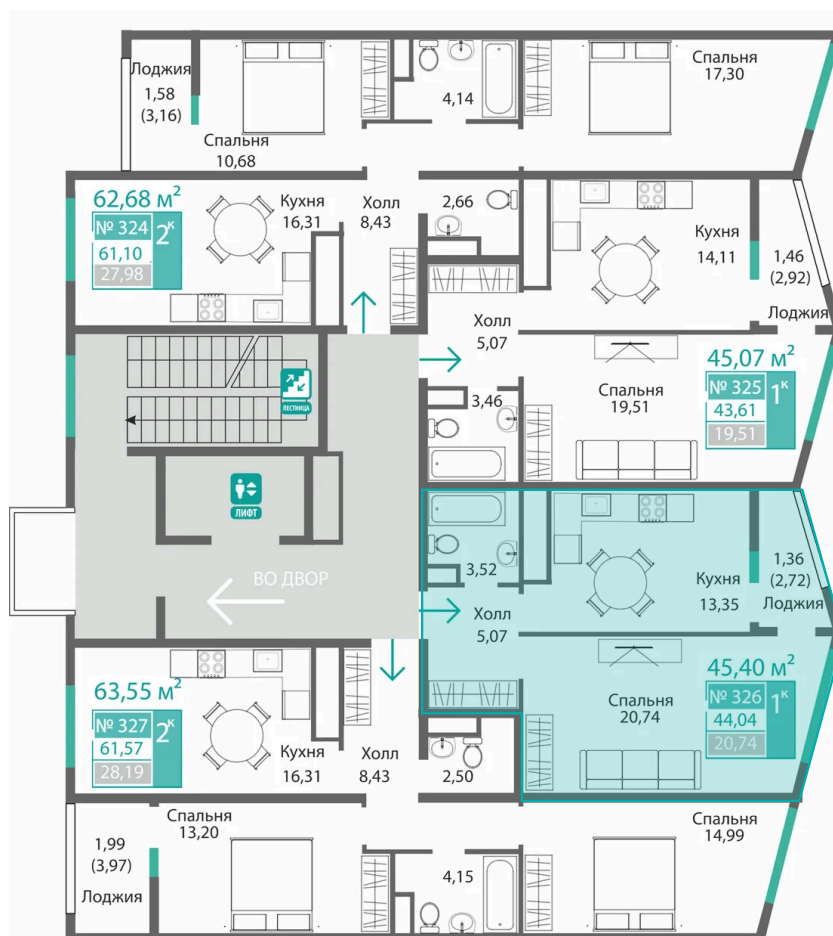 Лоджия
1,58
(3,16)
Спальня
10,68
4,14
Спальня
17,30
62,68 м²
№ 324
2к
61,10
27,98
Кухня
16,31
Холл
8,43
2,66
Кухня
14,11
1,46
(2,92)
Лоджия
Холл
5,07
45,07 м²
№ 325
1к
43,61
19,51
Спальня
19,51
3,46
ЛЕСТНИЦА
ЛИФТ
ВО ДВОР
3,52
Кухня
13,35
1,36
(2,72)
Лоджия
Холл
5,07
45,40 м²
№ 326
1к
44,04
20,74
Спальня
20,74
63,55 м²
№ 327
2к
61,57
28,19
Кухня
16,31
Холл
8,43
2,50
Спальня
13,20
Спальня
14,99
1,99
(3,97)
Лоджия
4,15